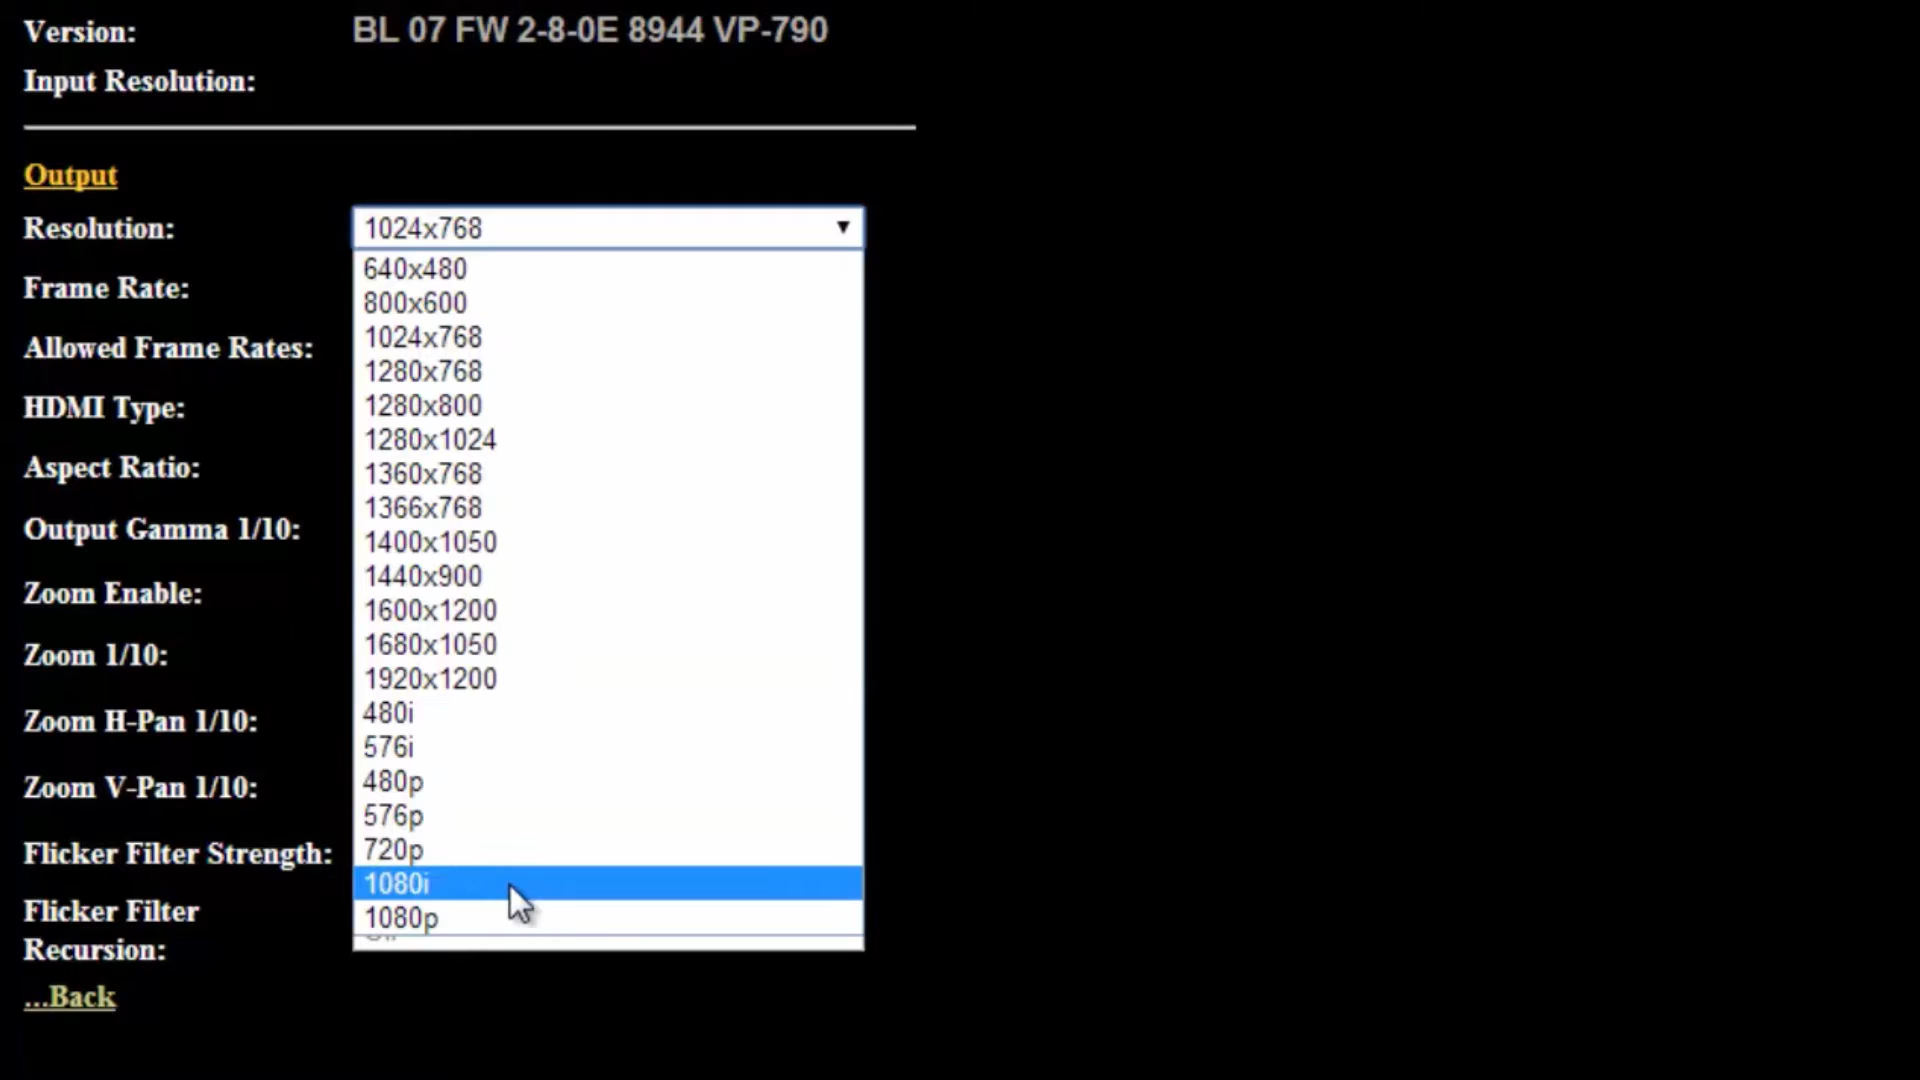 Version: BL 07 FW 2-8-0E 8944 VP-790
Input Resolution:
Output
Resolution: 1024x768 ▼
640x480
Frame Rate:
800x600
1024x768
Allowed Frame Rates:
1280x768
HDMI Type:
1280x800
1280x1024
Aspect Ratio:
1360x768
1366x768
Output Gamma 1/10:
1400x1050
1440x900
Zoom Enable:
1600x1200
1680x1050
Zoom 1/10:
1920x1200
480i
Zoom H-Pan 1/10:
576i
480p
Zoom V-Pan 1/10:
576p
720p
Flicker Filter Strength:
1080i
Flicker Filter
1080p
Recursion:
...Back